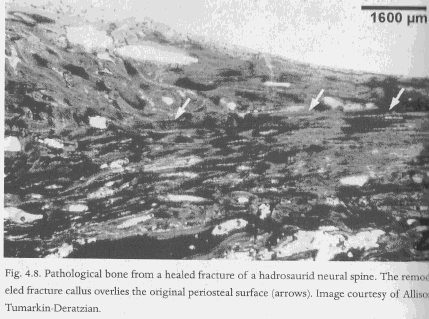 1600 µm
Fig. 4.8. Pathological bone from a healed fracture of a hadrosaurid neural spine. The remod
eled fracture callus overlies the original periosteal surface (arrows). Image courtesy of Alliso
Tumarkin-Deratzian.